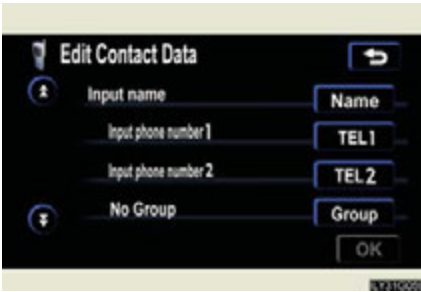 Edit Contact Data
Input name Name
Input phone number 1 TEL1
Input phone number 2 TEL2
No Group Group
OK